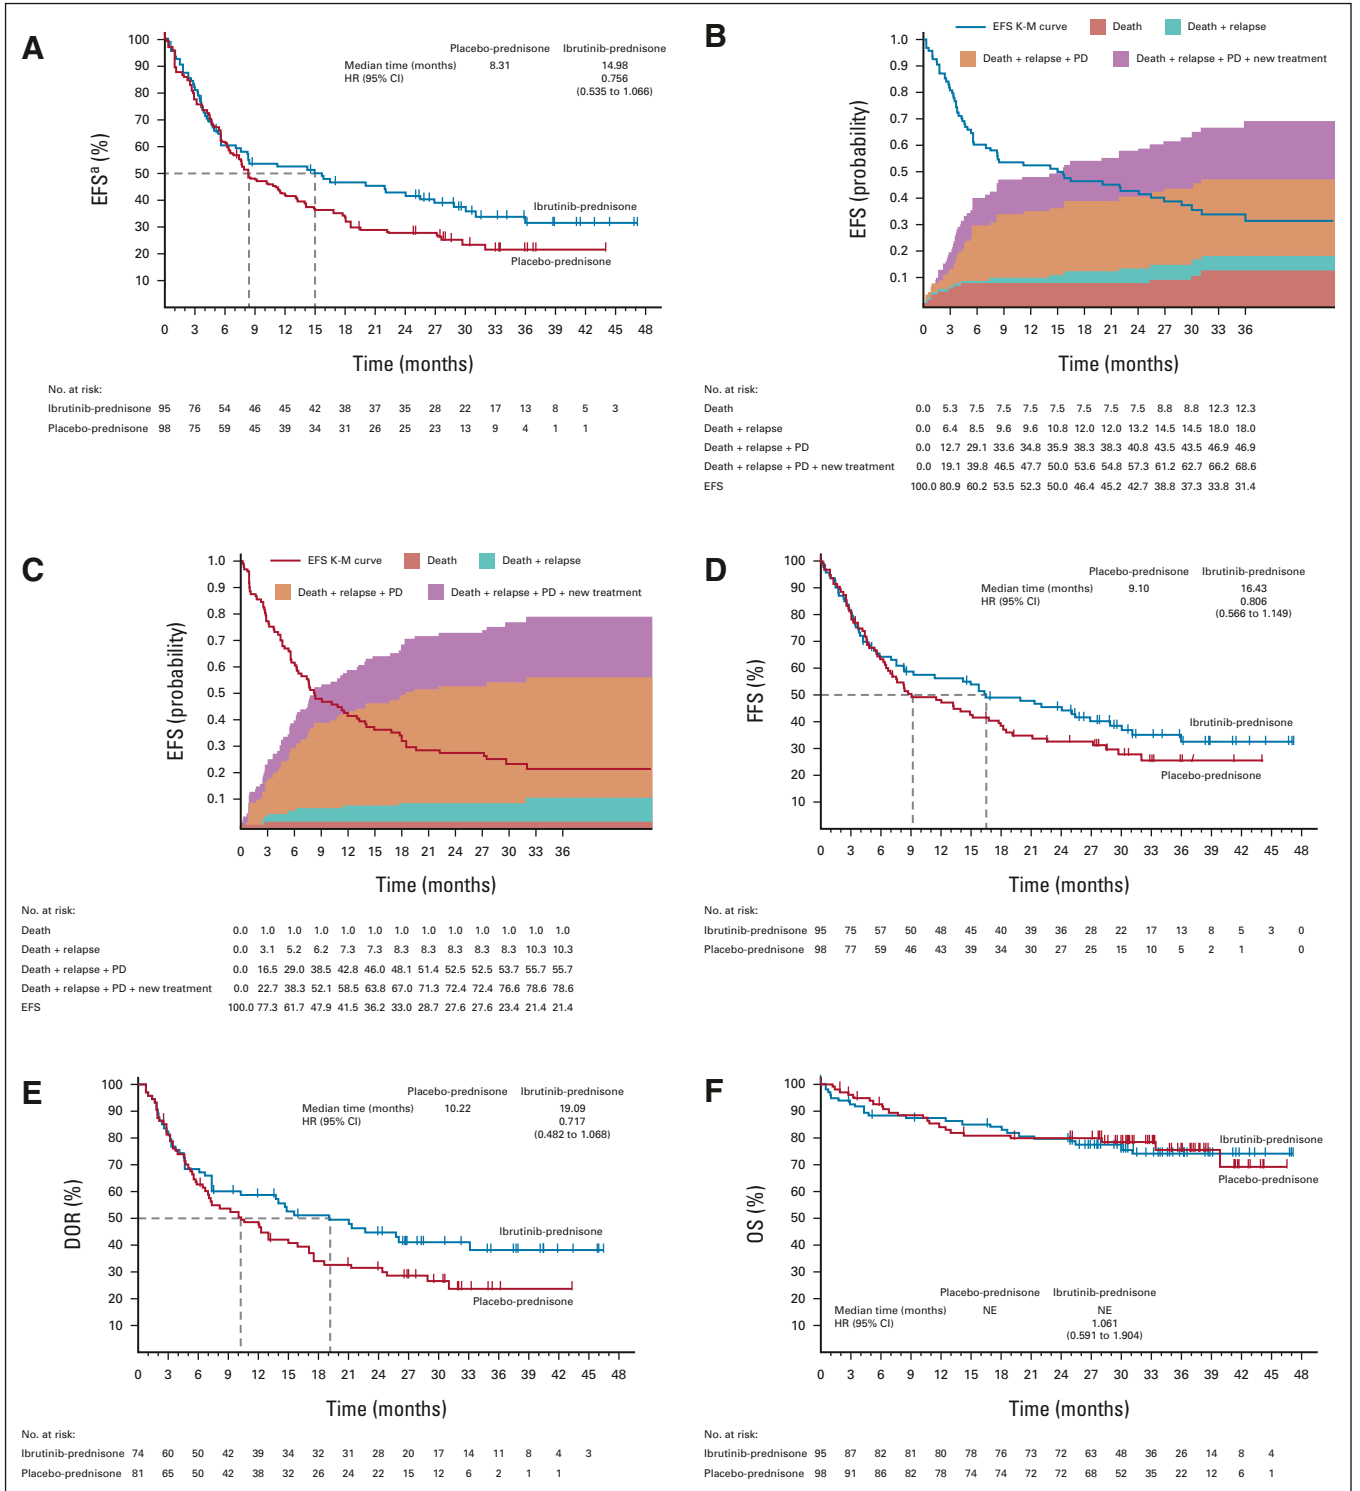 A
Placebo-prednisone Ibrutinib-prednisone
Median time (months) 8.31 14.98
HR (95% CI) 0.756
(0.535 to 1.066)
100
90
80
70
60
50
40
30
20
10
EFSa (%)
Ibrutinib-prednisone
Placebo-prednisone
0 3 6 9 12 15 18 21 24 27 30 33 36 39 42 45 48
Time (months)
No. at risk:
Ibrutinib-prednisone 95 76 54 46 45 42 38 37 35 28 22 17 13 8 5 3
Placebo-prednisone 98 75 59 45 39 34 31 26 25 23 13 9 4 1 1
B
EFS K-M curve Death Death + relapse
Death + relapse + PD Death + relapse + PD + new treatment
1.0
0.9
0.8
0.7
0.6
0.5
0.4
0.3
0.2
0.1
EFS (probability)
0 3 6 9 12 15 18 21 24 27 30 33 36
Time (months)
No. at risk:
Death 0.0 5.3 7.5 7.5 7.5 7.5 7.5 7.5 7.5 8.8 8.8 12.3 12.3
Death + relapse 0.0 6.4 8.5 9.6 9.6 10.8 12.0 12.0 13.2 14.5 14.5 18.0 18.0
Death + relapse + PD 0.0 12.7 29.1 33.6 34.8 35.9 38.3 38.3 40.8 43.5 43.5 46.9 46.9
Death + relapse + PD + new treatment 0.0 19.1 39.8 46.5 47.7 50.0 53.6 54.8 57.3 61.2 62.7 66.2 68.6
EFS 100.0 80.9 60.2 53.5 52.3 50.0 46.4 45.2 42.7 38.8 37.3 33.8 31.4
C
EFS K-M curve Death Death + relapse
Death + relapse + PD Death + relapse + PD + new treatment
1.0
0.9
0.8
0.7
0.6
0.5
0.4
0.3
0.2
0.1
EFS (probability)
0 3 6 9 12 15 18 21 24 27 30 33 36
Time (months)
No. at risk:
Death 0.0 1.0 1.0 1.0 1.0 1.0 1.0 1.0 1.0 1.0 1.0 1.0 1.0
Death + relapse 0.0 3.1 5.2 6.2 7.3 7.3 8.3 8.3 8.3 8.3 8.3 10.3 10.3
Death + relapse + PD 0.0 16.5 29.0 38.5 42.8 46.0 48.1 51.4 52.5 52.5 53.7 55.7 55.7
Death + relapse + PD + new treatment 0.0 22.7 38.3 52.1 58.5 63.8 67.0 71.3 72.4 72.4 76.6 78.6 78.6
EFS 100.0 77.3 61.7 47.9 41.5 36.2 33.0 28.7 27.6 27.6 23.4 21.4 21.4
D
Placebo-prednisone Ibrutinib-prednisone
Median time (months) 9.10 16.43
HR (95% CI) 0.806
(0.566 to 1.149)
100
90
80
70
60
50
40
30
20
10
FFS (%)
Ibrutinib-prednisone
Placebo-prednisone
0 3 6 9 12 15 18 21 24 27 30 33 36 39 42 45 48
Time (months)
No. at risk:
Ibrutinib-prednisone 95 75 57 50 48 45 40 39 36 28 22 17 13 8 5 3 0
Placebo-prednisone 98 77 59 46 43 39 34 30 27 25 15 10 5 2 1 0
E
Placebo-prednisone Ibrutinib-prednisone
Median time (months) 10.22 19.09
HR (95% CI) 0.717
(0.482 to 1.068)
100
90
80
70
60
50
40
30
20
10
DOR (%)
Ibrutinib-prednisone
Placebo-prednisone
0 3 6 9 12 15 18 21 24 27 30 33 36 39 42 45 48
Time (months)
No. at risk:
Ibrutinib-prednisone 74 60 50 42 39 34 32 31 28 20 17 14 11 8 4 3
Placebo-prednisone 81 65 50 42 38 32 26 24 22 15 12 6 2 1 1
F
100
90
80
70
60
50
40
30
20
10
OS (%)
Ibrutinib-prednisone
Placebo-prednisone
Placebo-prednisone Ibrutinib-prednisone
Median time (months) NE NE
HR (95% CI) 1.061
(0.591 to 1.904)
0 3 6 9 12 15 18 21 24 27 30 33 36 39 42 45 48
Time (months)
No. at risk:
Ibrutinib-prednisone 95 87 82 81 80 78 76 73 72 63 48 36 26 14 8 4
Placebo-prednisone 98 91 86 82 78 74 74 72 72 68 52 35 22 12 6 1